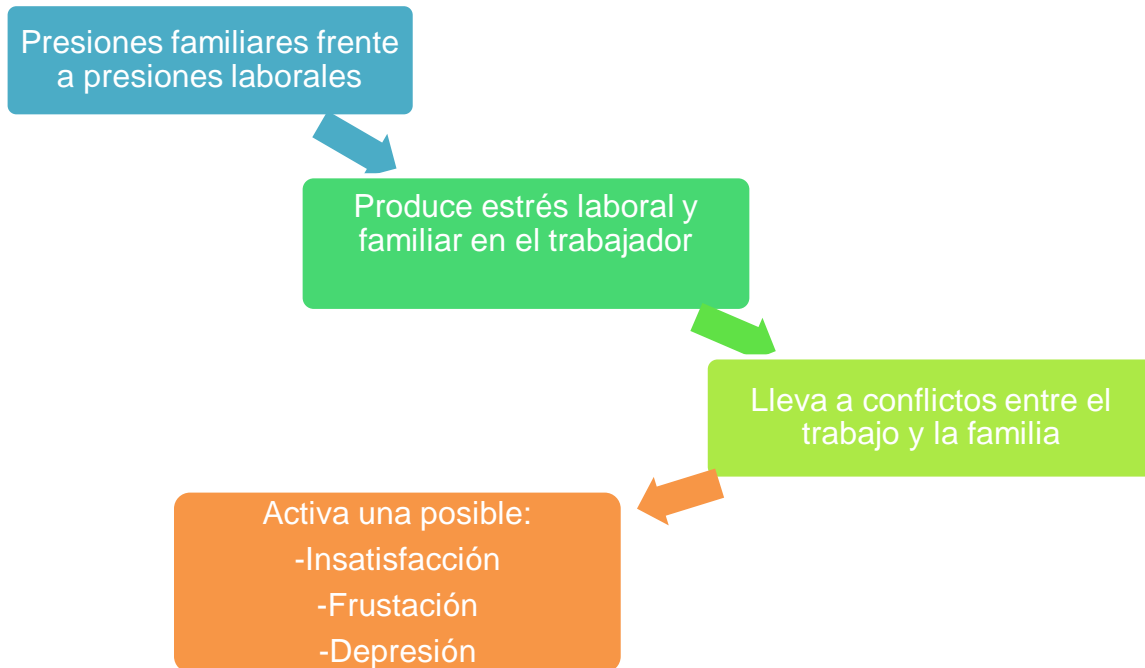 Presiones familiares frente
a presiones laborales
Produce estrés laboral y
familiar en el trabajador
Lleva a conflictos entre el
trabajo y la familia
Activa una posible:
-Insatisfacción
-Frustación
-Depresión